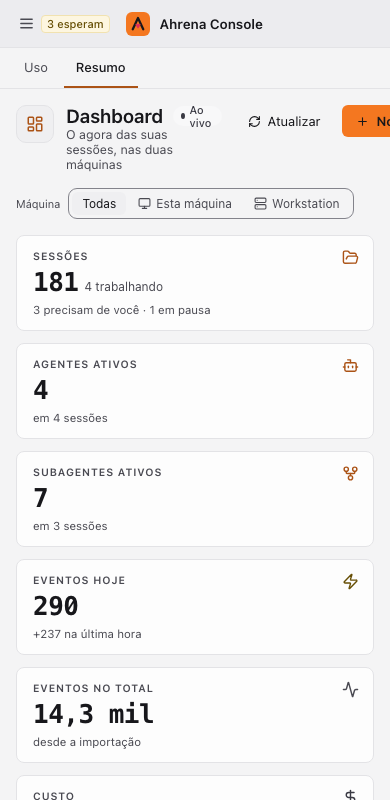 3 esperam
Ahrena Console
Uso
Resumo
Dashboard
Ao vivo
O agora das suas sessões, nas duas máquinas
Atualizar
Máquina
Todas
Esta máquina
Workstation
SESSÕES
181 4 trabalhando
3 precisam de você · 1 em pausa
AGENTES ATIVOS
4
em 4 sessões
SUBAGENTES ATIVOS
7
em 3 sessões
EVENTOS HOJE
290
+237 na última hora
EVENTOS NO TOTAL
14,3 mil
desde a importação
CUSTO